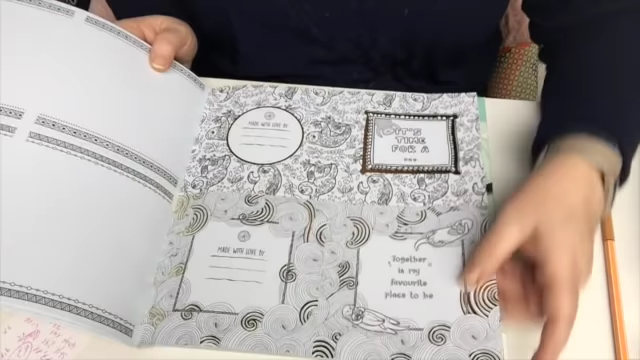 MADE WITH LOVE BY
IT'S
TIME
FOR A
...
MADE WITH LOVE BY
Together
is my
favourite
place to be